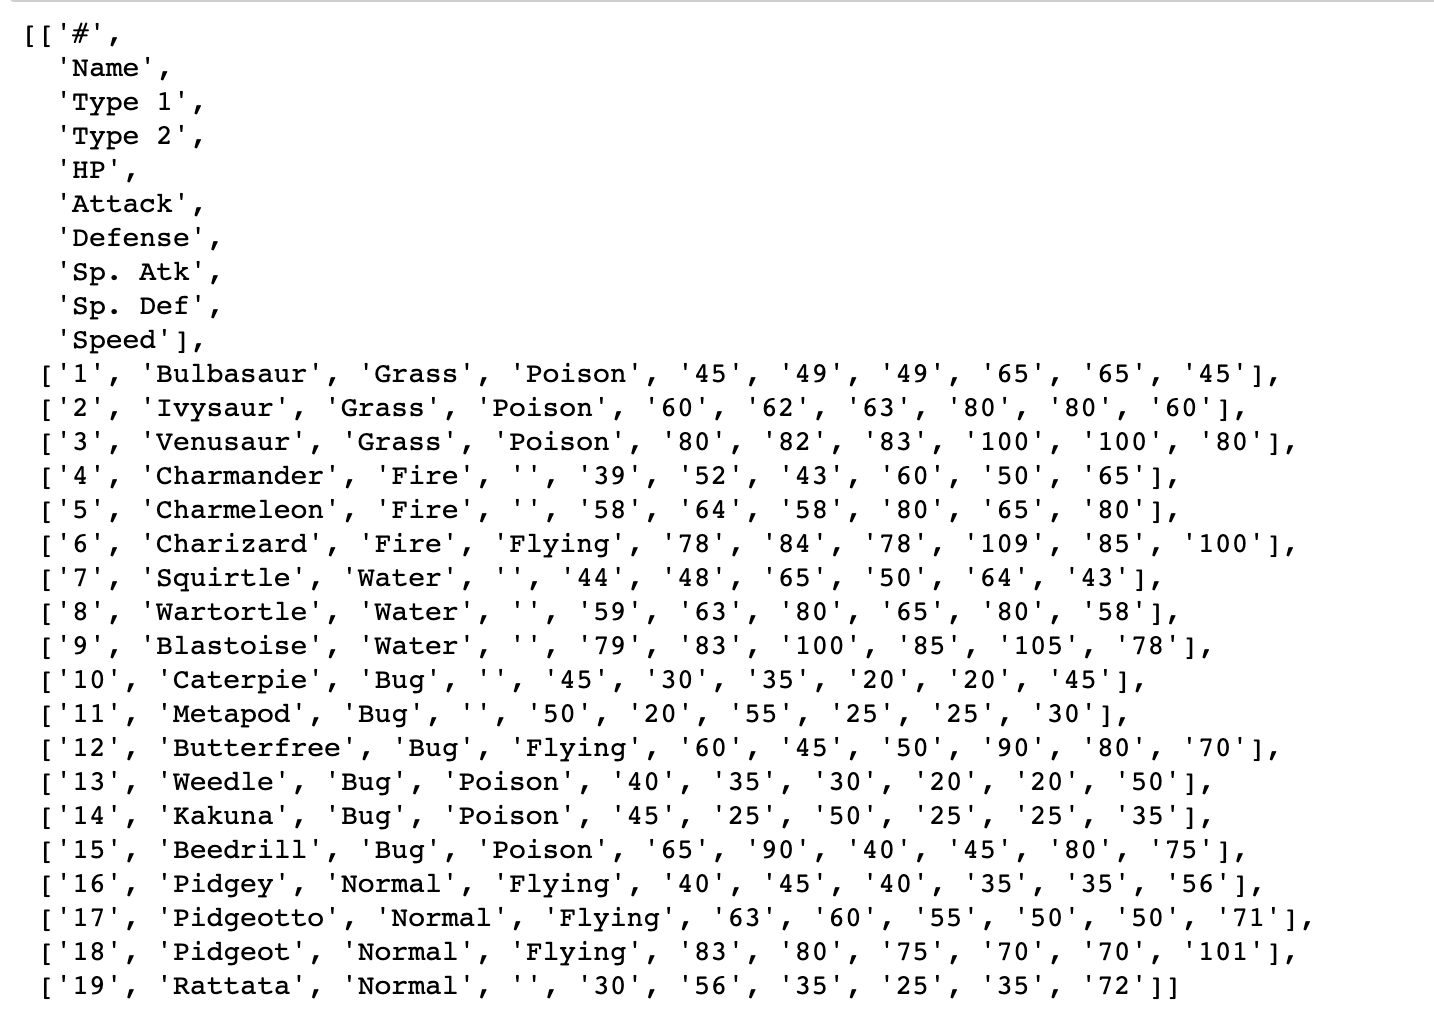 [['#',
'Name',
'Type 1',
'Type 2',
'HP',
'Attack',
'Defense',
'Sp. Atk',
'Sp. Def',
'Speed'],
['1', 'Bulbasaur', 'Grass', 'Poison', '45', '49', '49', '65', '65', '45'],
['2', 'Ivysaur', 'Grass', 'Poison', '60', '62', '63', '80', '80', '60'],
['3', 'Venusaur', 'Grass', 'Poison', '80', '82', '83', '100', '100', '80'],
['4', 'Charmander', 'Fire', '', '39', '52', '43', '60', '50', '65'],
['5', 'Charmeleon', 'Fire', '', '58', '64', '58', '80', '65', '80'],
['6', 'Charizard', 'Fire', 'Flying', '78', '84', '78', '109', '85', '100'],
['7', 'Squirtle', 'Water', '', '44', '48', '65', '50', '64', '43'],
['8', 'Wartortle', 'Water', '', '59', '63', '80', '65', '80', '58'],
['9', 'Blastoise', 'Water', '', '79', '83', '100', '85', '105', '78'],
['10', 'Caterpie', 'Bug', '', '45', '30', '35', '20', '20', '45'],
['11', 'Metapod', 'Bug', '', '50', '20', '55', '25', '25', '30'],
['12', 'Butterfree', 'Bug', 'Flying', '60', '45', '50', '90', '80', '70'],
['13', 'Weedle', 'Bug', 'Poison', '40', '35', '30', '20', '20', '50'],
['14', 'Kakuna', 'Bug', 'Poison', '45', '25', '50', '25', '25', '35'],
['15', 'Beedrill', 'Bug', 'Poison', '65', '90', '40', '45', '80', '75'],
['16', 'Pidgey', 'Normal', 'Flying', '40', '45', '40', '35', '35', '56'],
['17', 'Pidgeotto', 'Normal', 'Flying', '63', '60', '55', '50', '50', '71'],
['18', 'Pidgeot', 'Normal', 'Flying', '83', '80', '75', '70', '70', '101'],
['19', 'Rattata', 'Normal', '', '30', '56', '35', '25', '35', '72']]